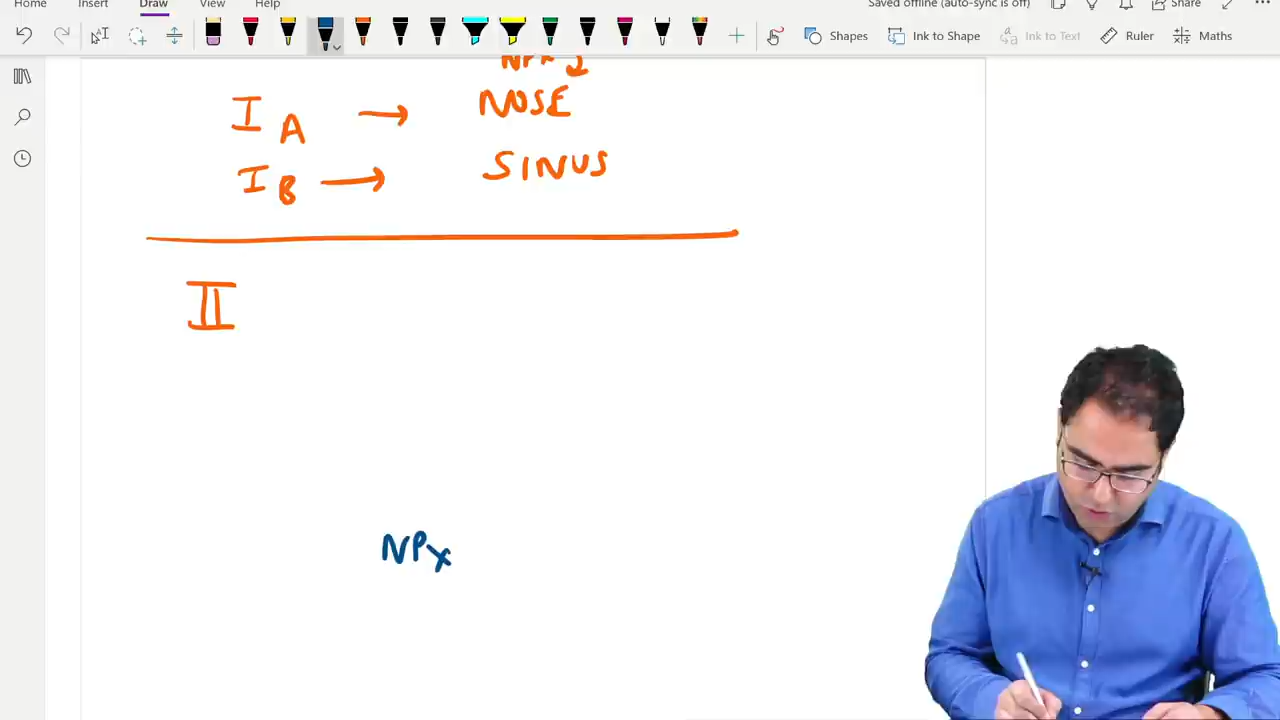 Home Insert Draw View Help Saved offline (auto-sync is off) Share
Shapes Ink to Shape Ink to Text Ruler Maths
NPx
I A → NOSE
I B → SINUS
II
NPx